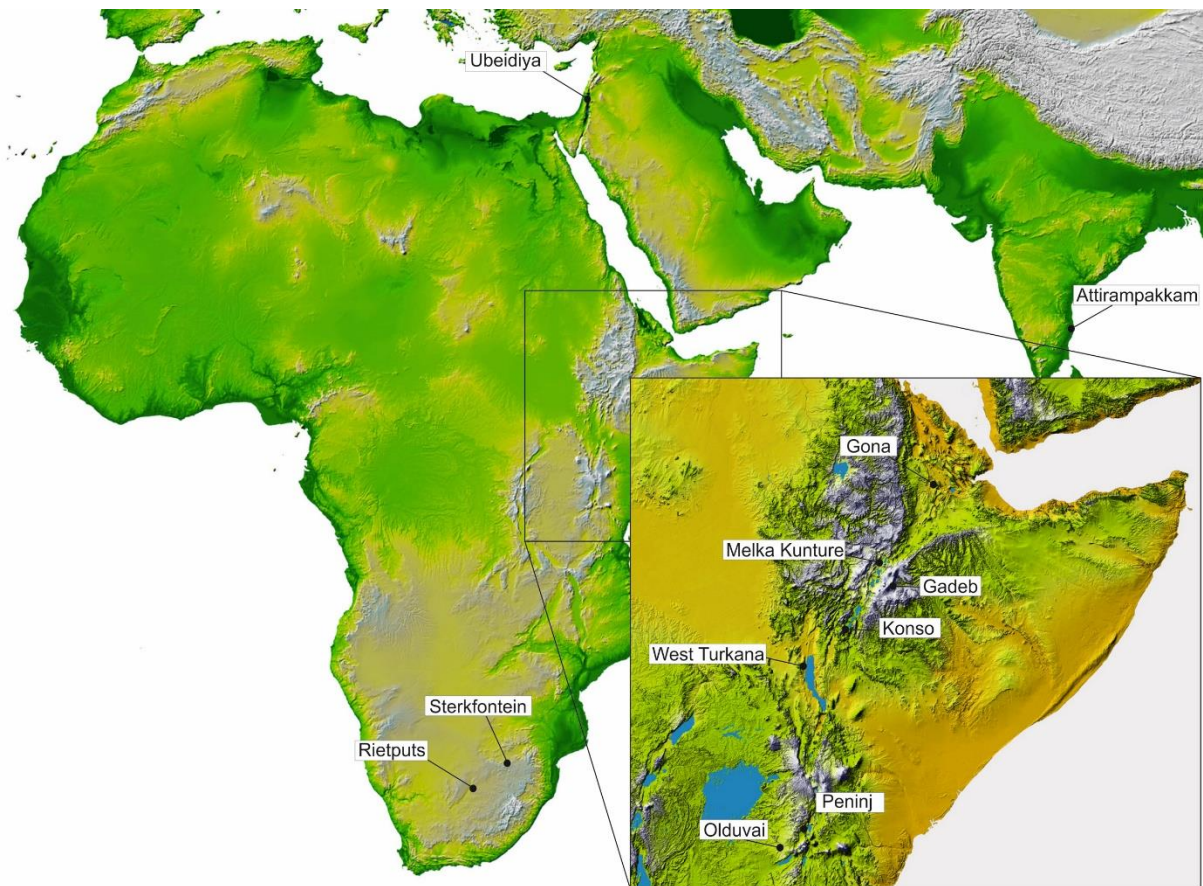 Ubeidiya
Attirampakkam
Gona
Melka Kunture
Gadeb
Konso
West Turkana
Sterkfontein
Rietputs
Peninj
Olduvai